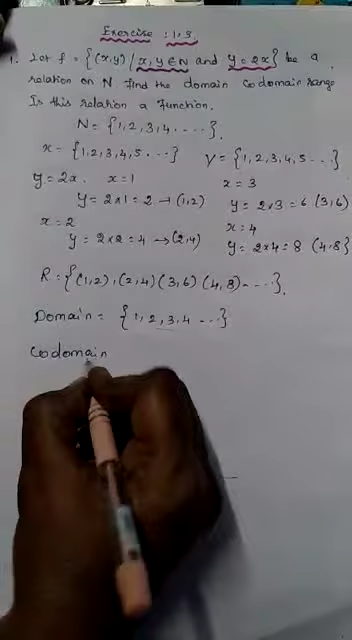 Exercise : 1,3.
1. Let f = {(x,y) / x, y ∈ N and y = 2x} be a
relation on N find the domain Codomain range
Is this relation a function.
N = {1,2,3,4.....}.
x = {1,2,3,4,5...} Y = {1,2,3,4,5...}
y = 2x. x = 1 x = 3
y = 2×1 = 2 → (1,2) y = 2×3 = 6 (3,6)
x = 2 x = 4
y = 2×2 = 4 → (2,4) y = 2×4 = 8 (4,8)
R = {(1,2), (2,4) (3,6) (4,8) .....}.
Domain = {1,2,3,4 ...}
Codomain